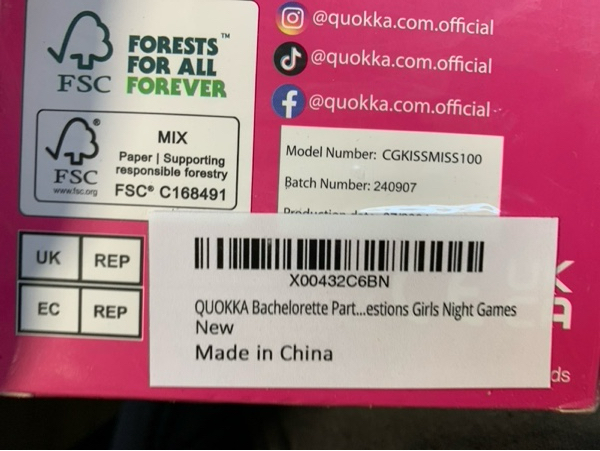 FORESTS™
FOR ALL
FOREVER
FSC
FSC
www.fsc.org
MIX
Paper | Supporting
responsible forestry
FSC® C168491
@quokka.com.official
@quokka.com.official
@quokka.com.official
Model Number: CGKISSMISS100
Batch Number: 240907
UK REP
EC REP
X00432C6BN
QUOKKA Bachelorette Part...estions Girls Night Games
New
Made in China
ds